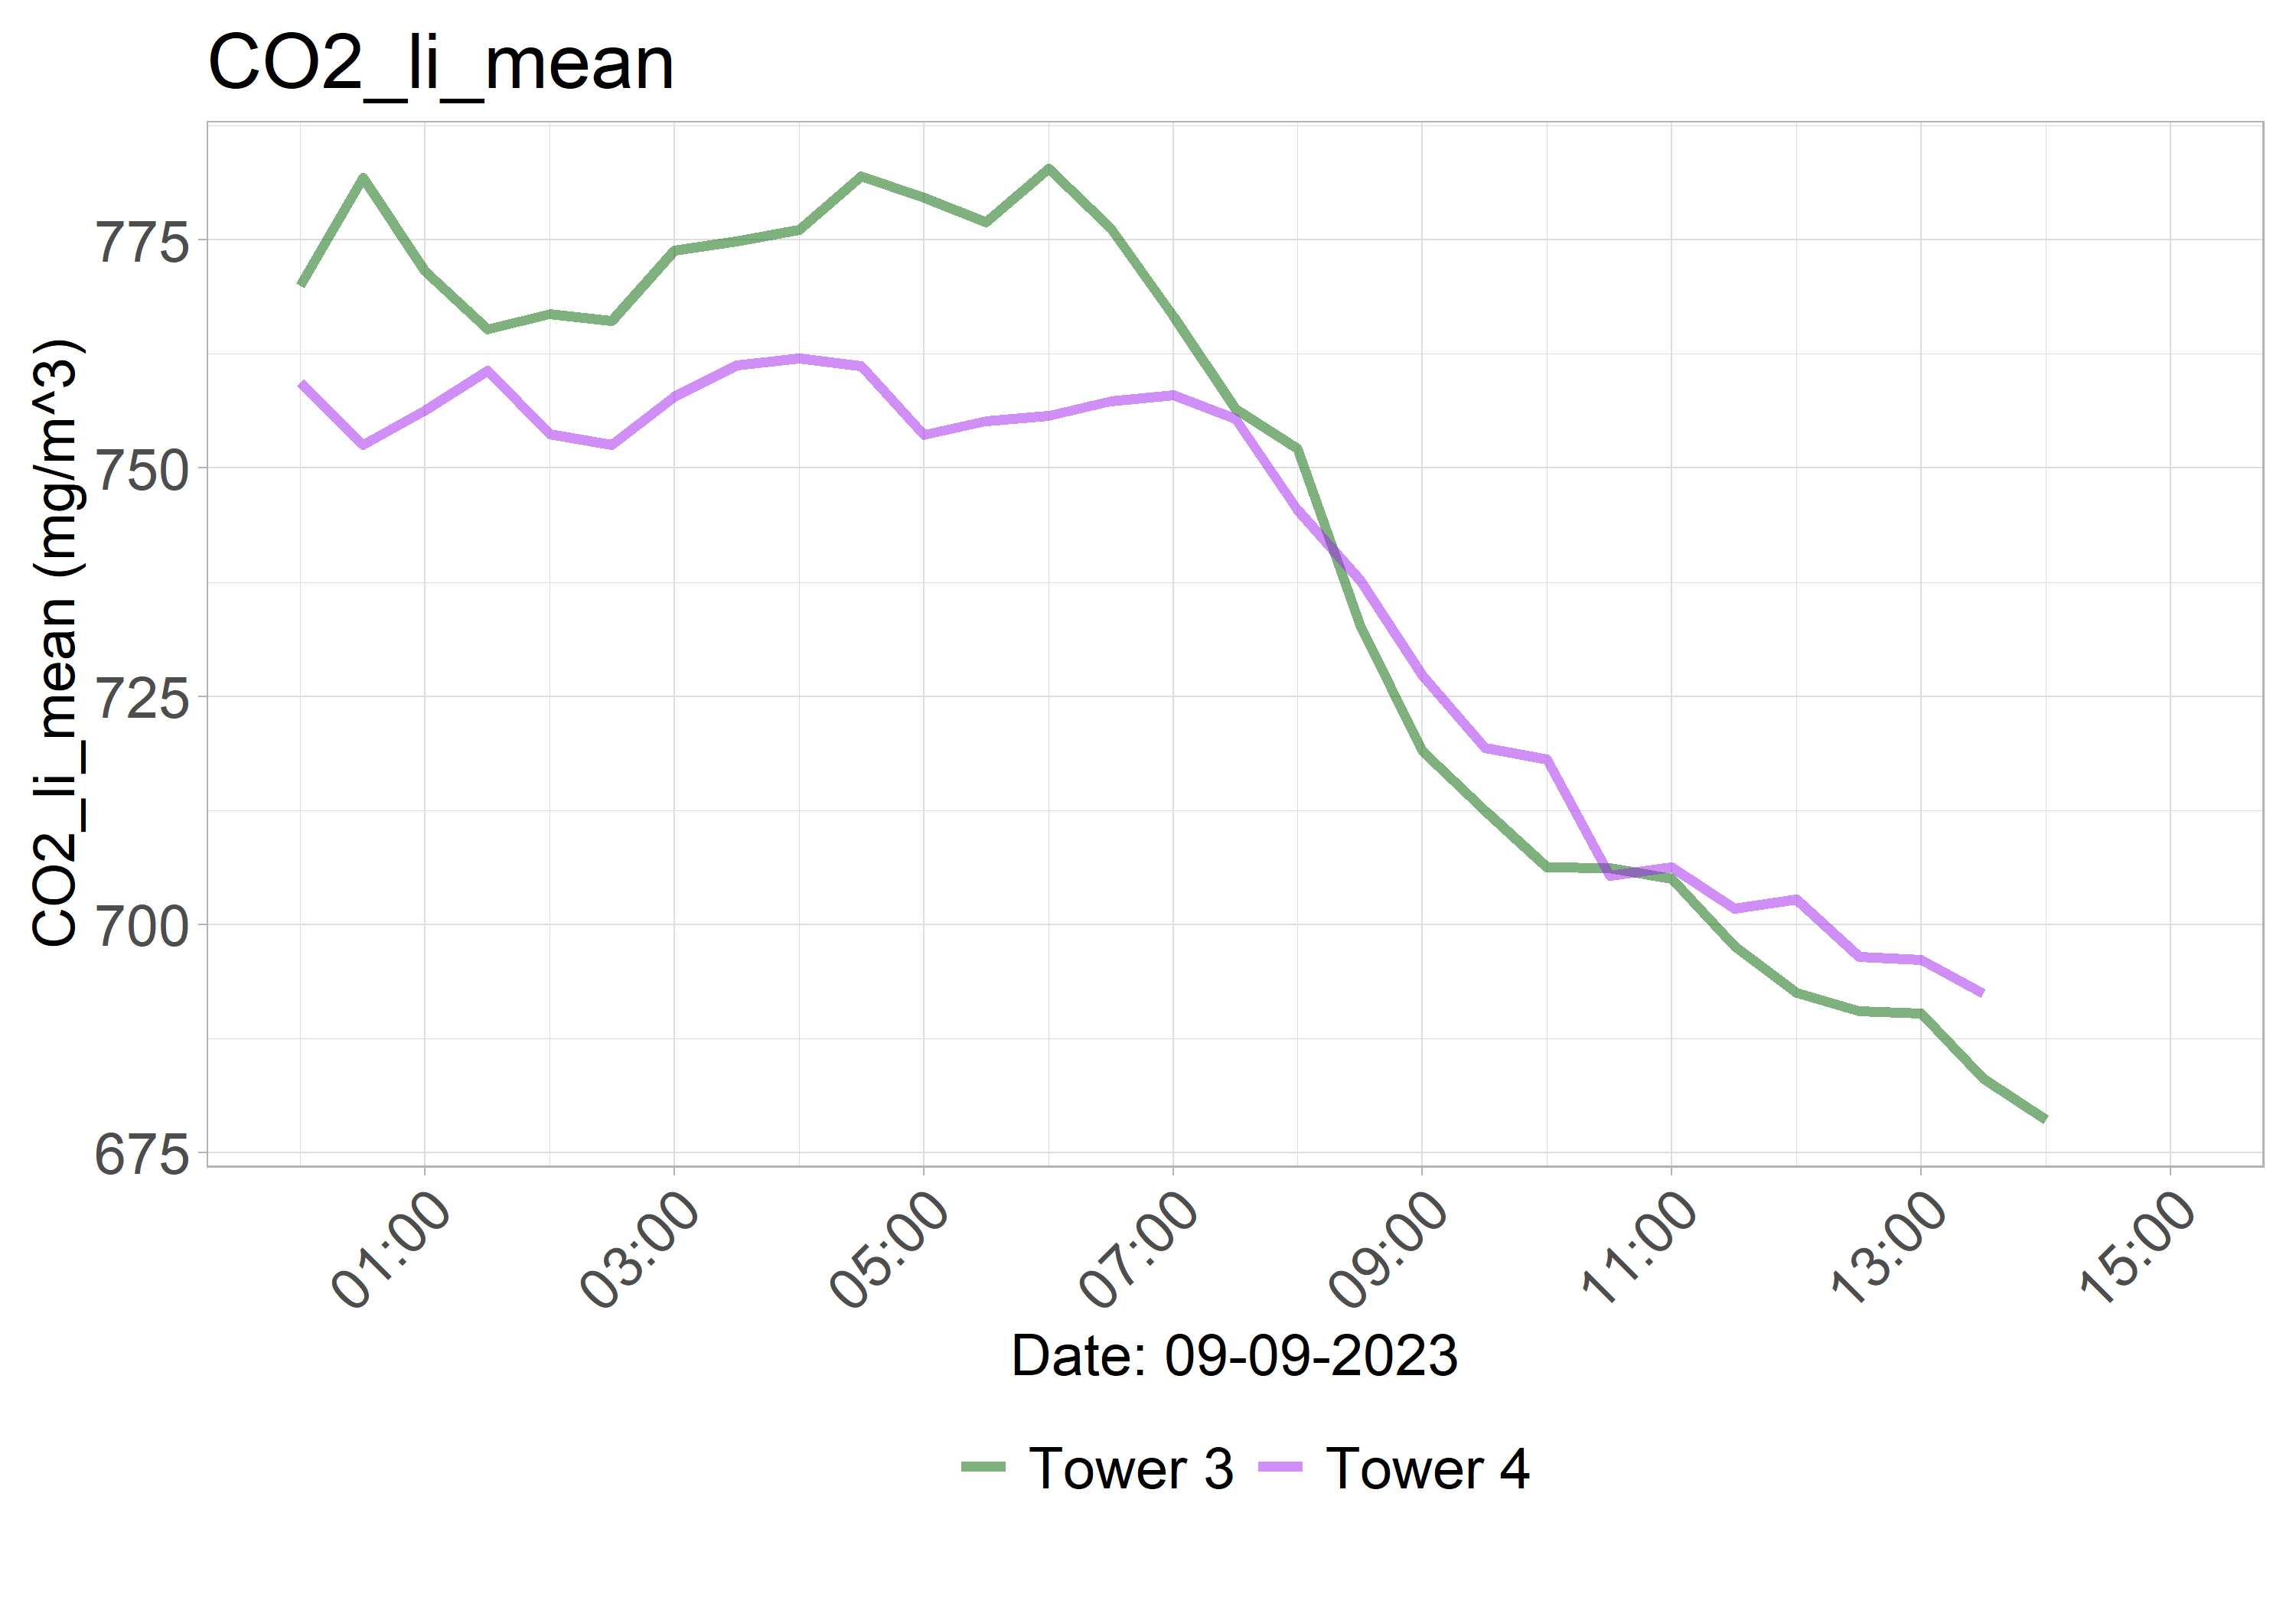 CO2_li_mean
CO2_li_mean (mg/m^3)
775
750
725
700
675
01:00
03:00
05:00
07:00
09:00
11:00
13:00
15:00
Date: 09-09-2023
Tower 3
Tower 4